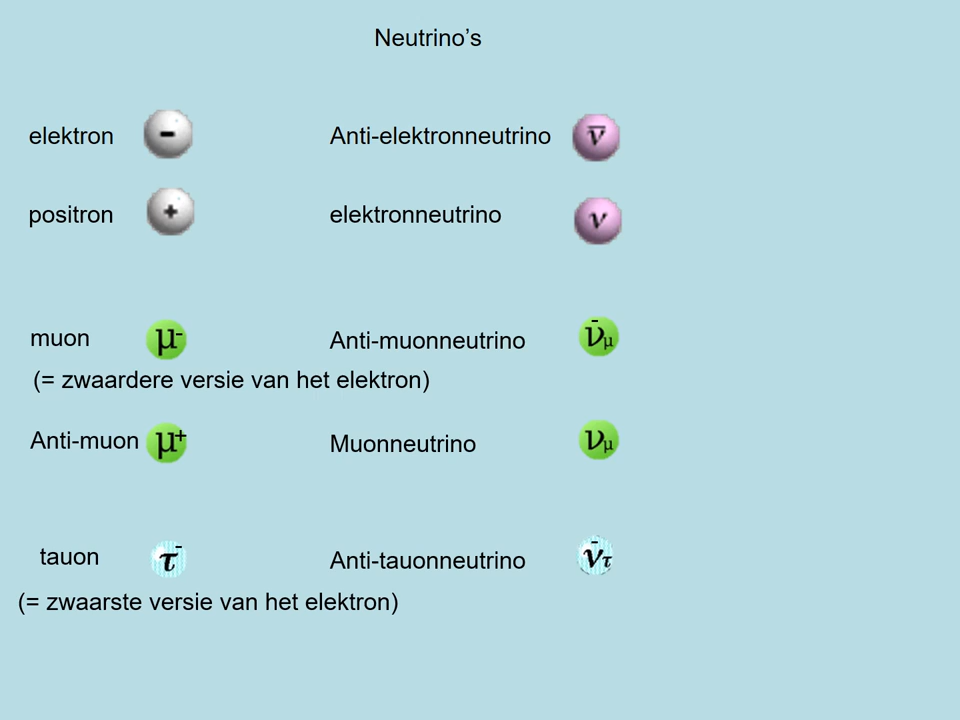 Neutrino’s
elektron - Anti-elektronneutrino ν̅
positron + elektronneutrino ν
muon μ- Anti-muonneutrino ν̅μ
(= zwaardere versie van het elektron)
Anti-muon μ+ Muonneutrino νμ
tauon τ- Anti-tauonneutrino ν̅τ
(= zwaarste versie van het elektron)